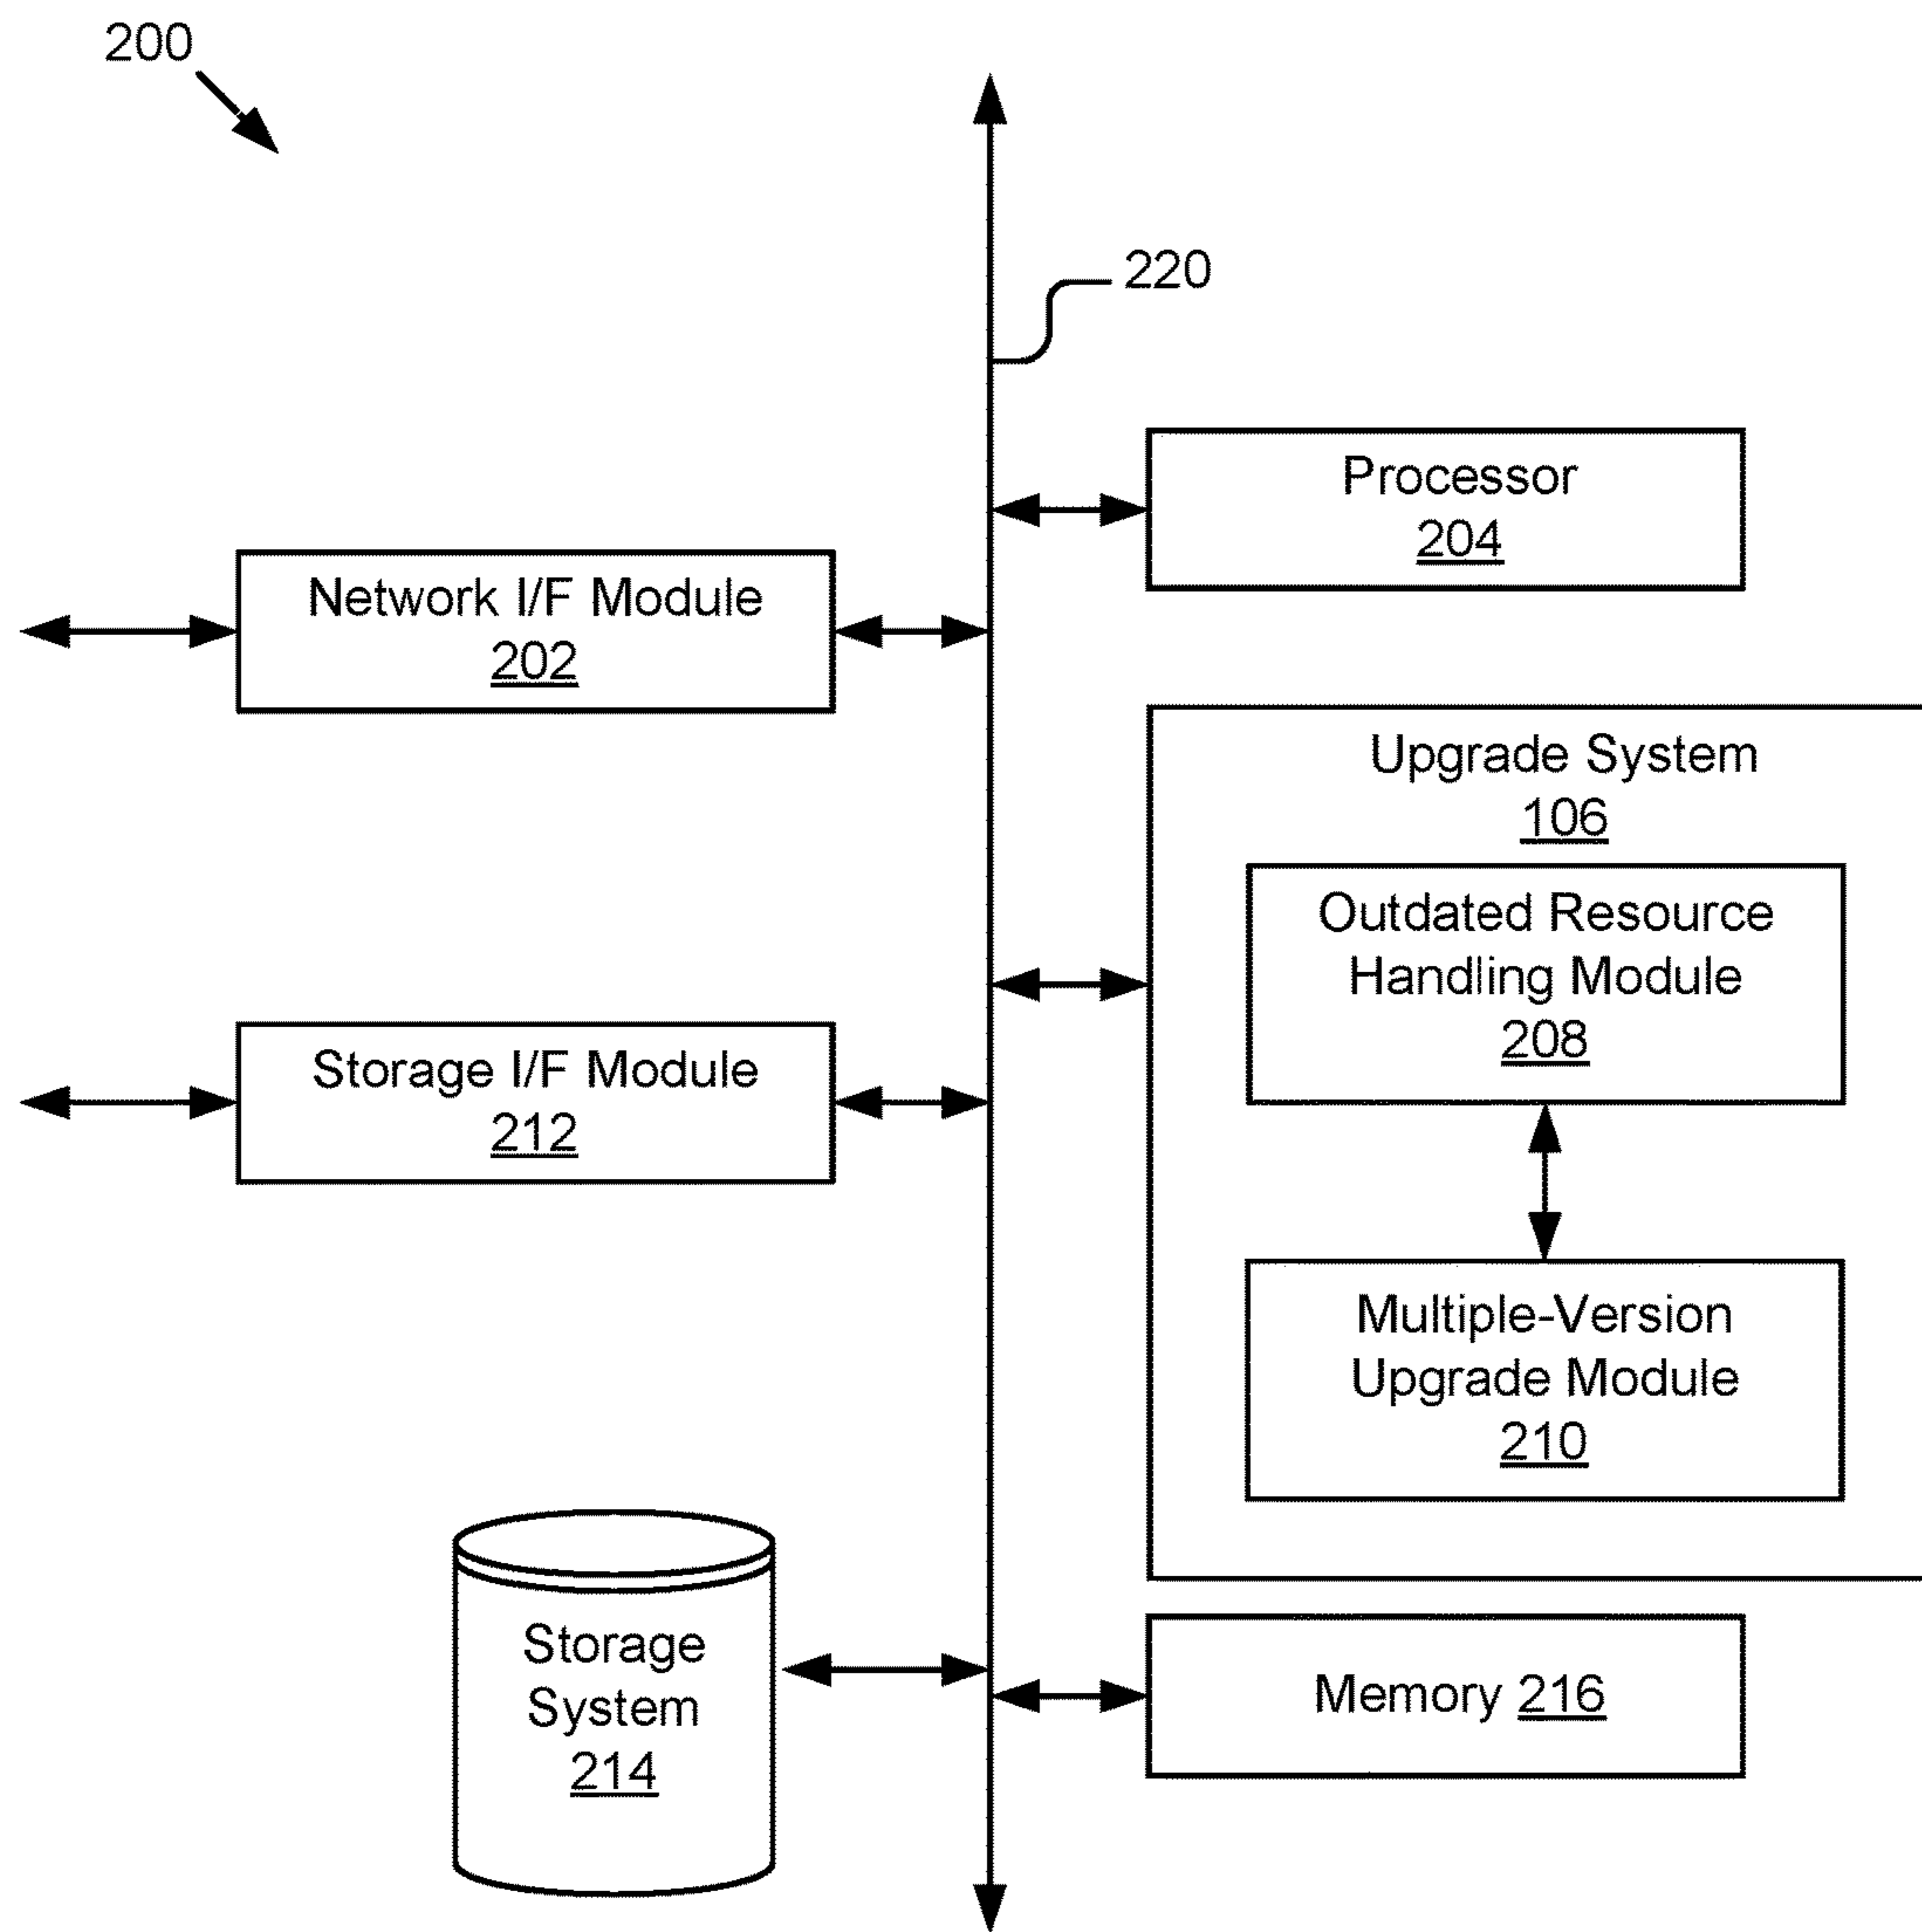 200
220
Processor
204
Network I/F Module
202
Upgrade System
106
Outdated Resource
Handling Module
208
Storage I/F Module
212
Multiple-Version
Upgrade Module
210
Storage
System
214
Memory 216